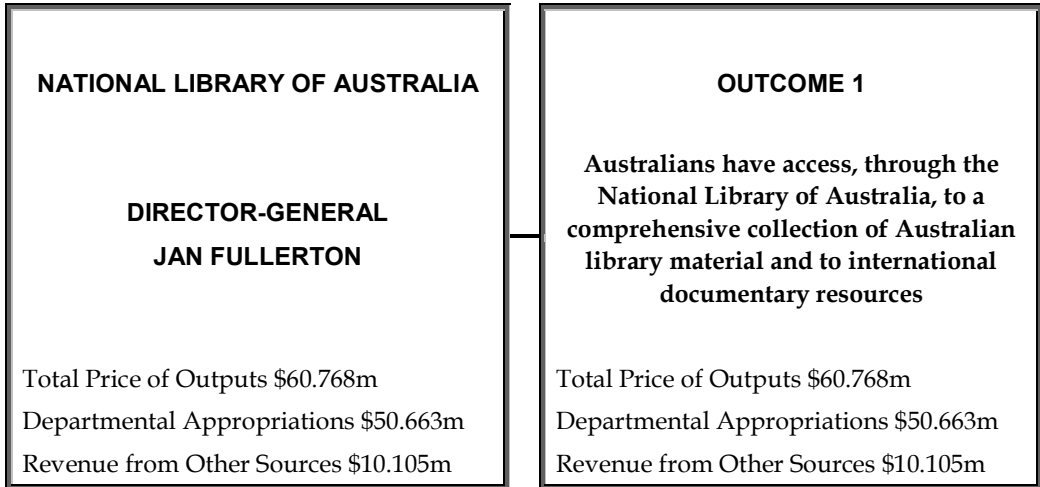 NATIONAL LIBRARY OF AUSTRALIA
DIRECTOR-GENERAL
JAN FULLERTON
Total Price of Outputs $60.768m
Departmental Appropriations $50.663m
Revenue from Other Sources $10.105m
OUTCOME 1
Australians have access, through the
National Library of Australia, to a
comprehensive collection of Australian
library material and to international
documentary resources
Total Price of Outputs $60.768m
Departmental Appropriations $50.663m
Revenue from Other Sources $10.105m